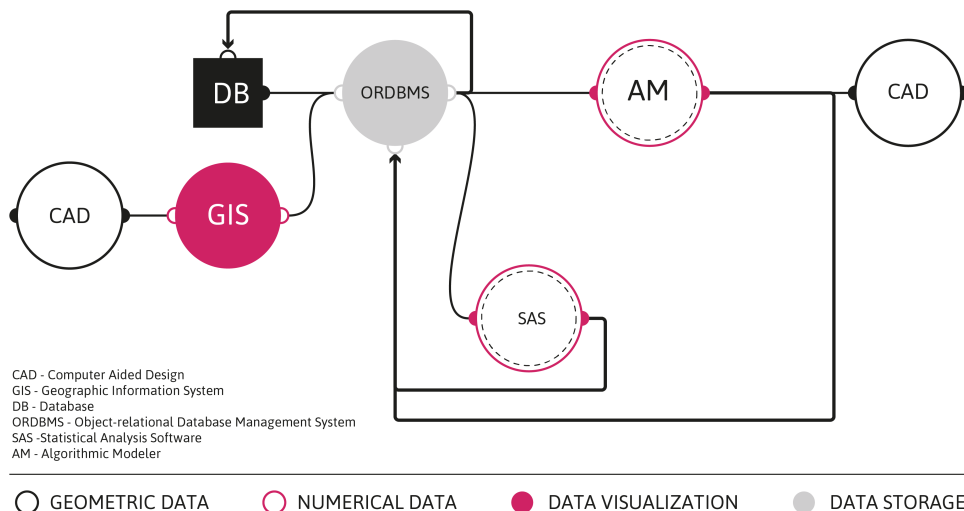 DB
ORDBMS
AM
CAD
CAD
GIS
SAS
CAD - Computer Aided Design
GIS - Geographic Information System
DB - Database
ORDBMS - Object-relational Database Management System
SAS -Statistical Analysis Software
AM - Algorithmic Modeler
GEOMETRIC DATA NUMERICAL DATA DATA VISUALIZATION DATA STORAGE